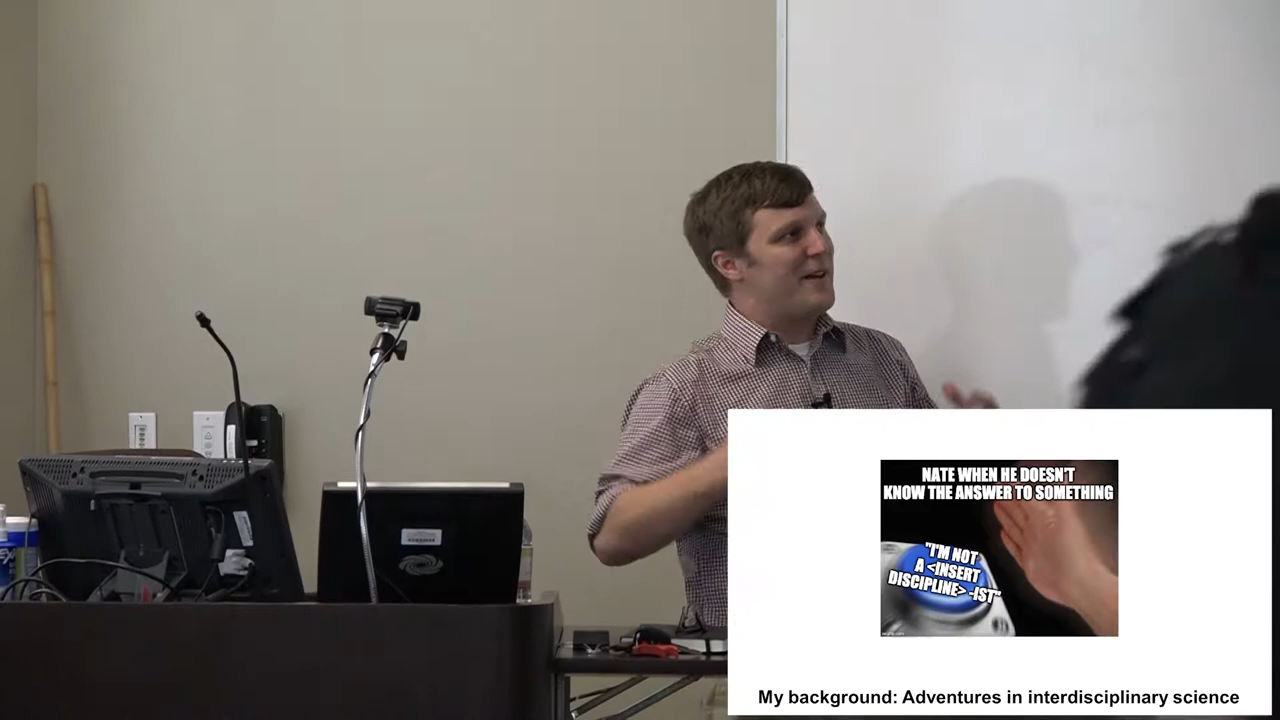 NATE WHEN HE DOESN'T
KNOW THE ANSWER TO SOMETHING
"I'M NOT
A <INSERT
DISCIPLINE> -IST"
My background: Adventures in interdisciplinary science